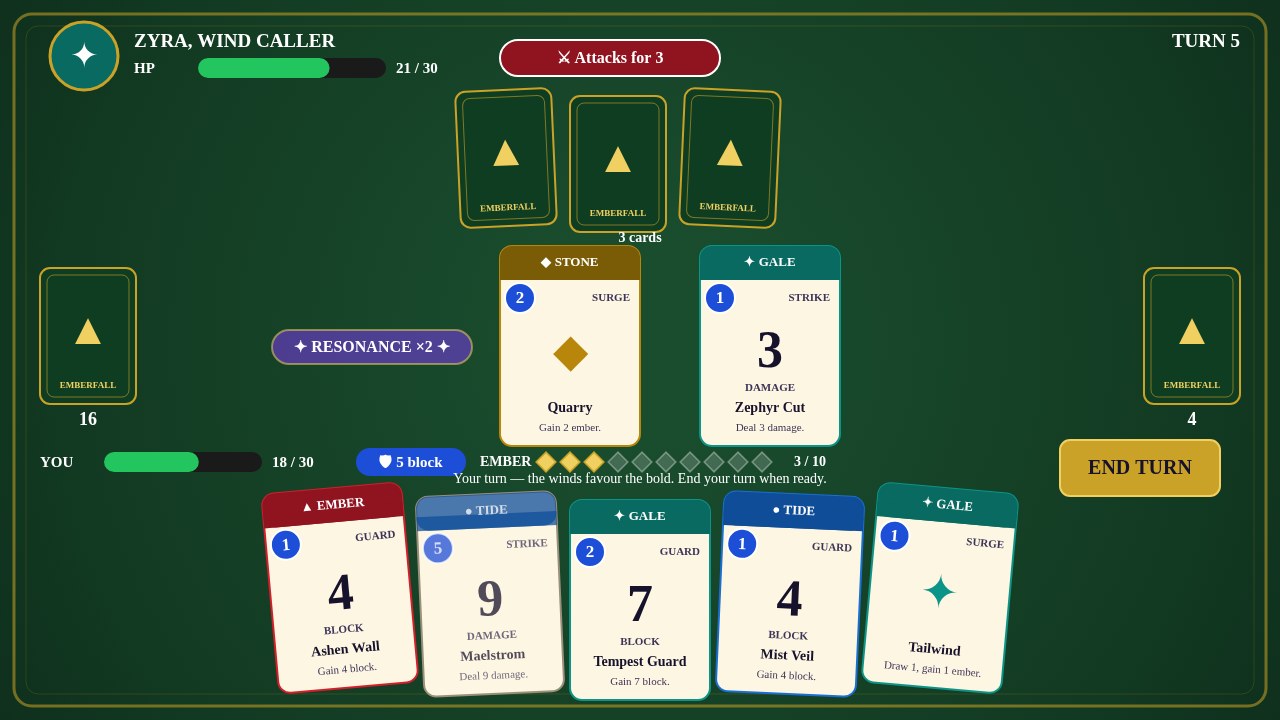 ZYRA, WIND CALLER
HP 21 / 30
⚔ Attacks for 3
TURN 5
EMBERFALL
EMBERFALL
EMBERFALL
3 cards
EMBERFALL
16
✦ RESONANCE ×2 ✦
◆ STONE
2 SURGE
Quarry
Gain 2 ember.
✦ GALE
1 STRIKE
3
DAMAGE
Zephyr Cut
Deal 3 damage.
EMBERFALL
4
YOU 18 / 30
5 block
EMBER 3 / 10
END TURN
Your turn — the winds favour the bold. End your turn when ready.
▲ EMBER
1 GUARD
4
BLOCK
Ashen Wall
Gain 4 block.
● TIDE
5 STRIKE
9
DAMAGE
Maelstrom
Deal 9 damage.
✦ GALE
2 GUARD
7
BLOCK
Tempest Guard
Gain 7 block.
● TIDE
1 GUARD
4
BLOCK
Mist Veil
Gain 4 block.
✦ GALE
1 SURGE
Tailwind
Draw 1, gain 1 ember.